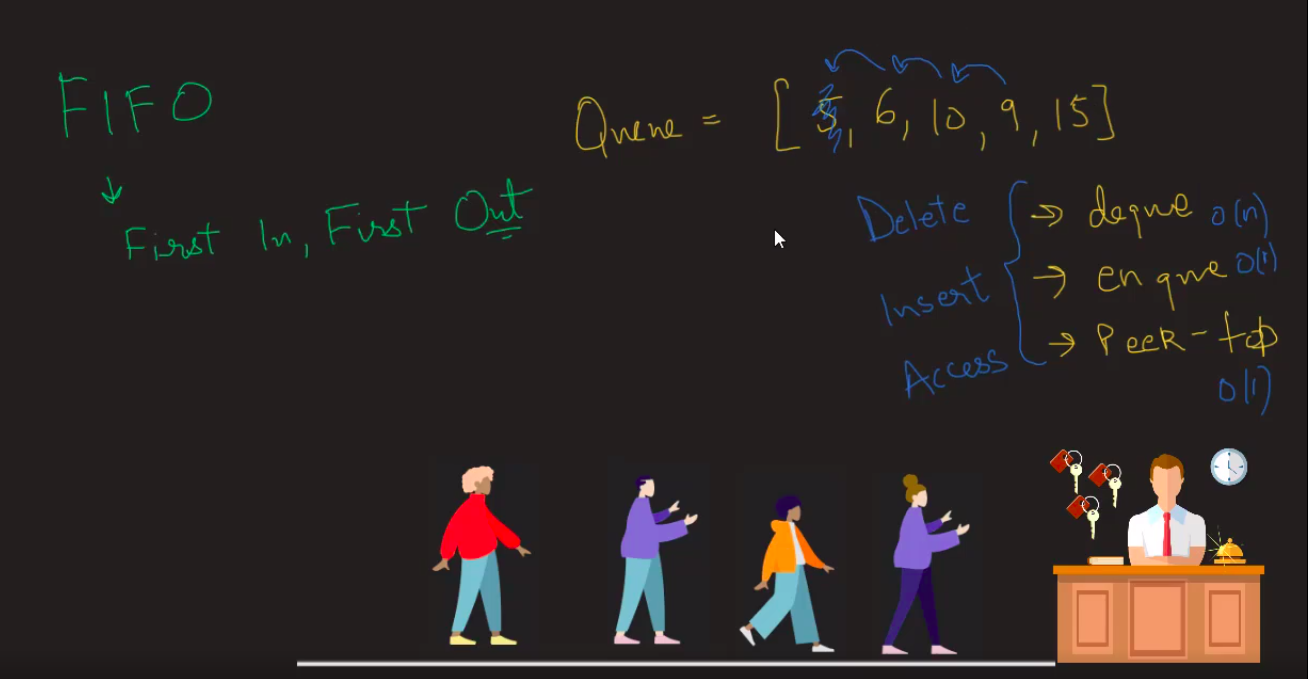 FIFO
↓
First In, First Out
Queue = [ 5, 6, 10, 9, 15]
Delete → deque O(n)
Insert → enque O(1)
Access → Peek - top
O(1)